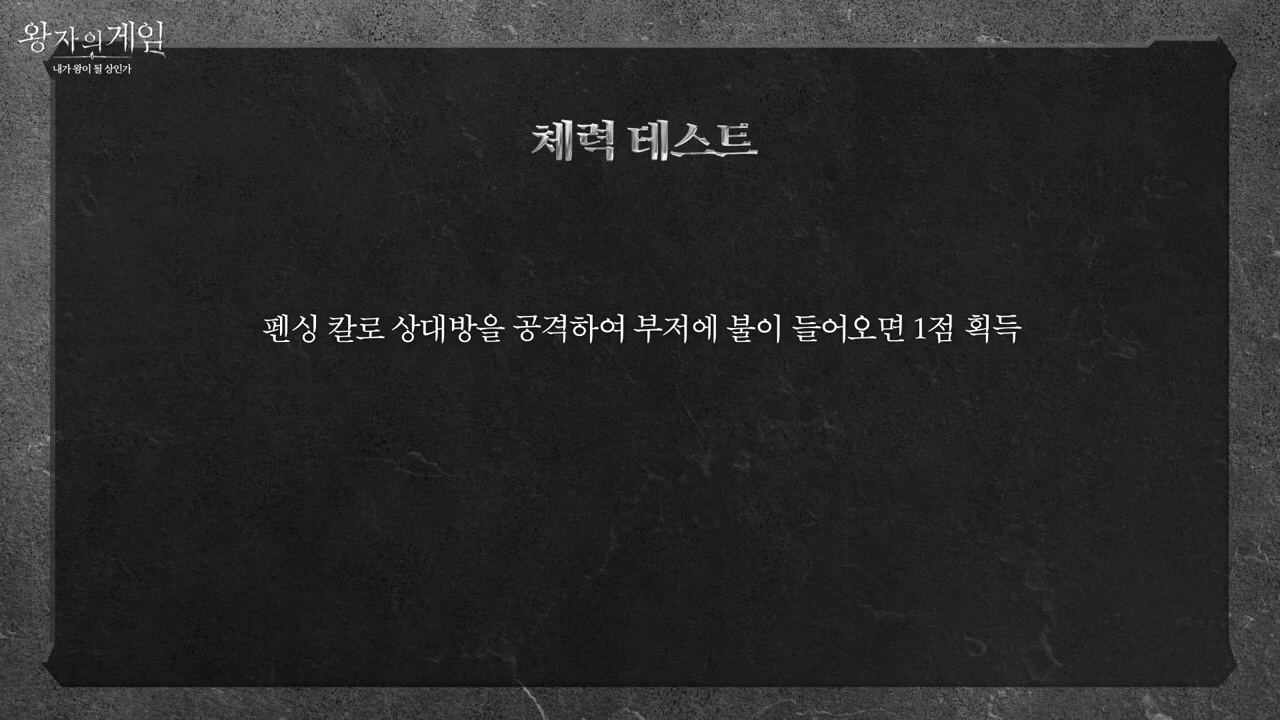 왕자의게임
내가 왕이 될 상인가
체력 테스트
펜싱 칼로 상대방을 공격하여 부저에 불이 들어오면 1점 획득